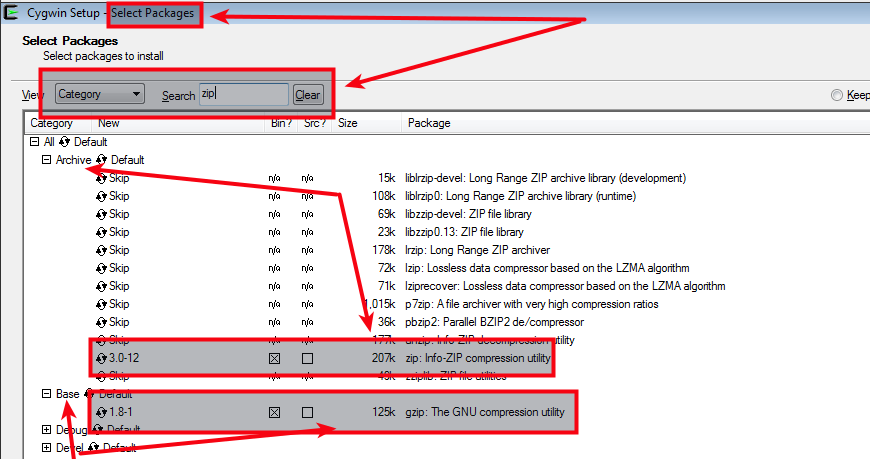 Cygwin Setup - Select Packages
Select Packages
Select packages to install
View Category Search zip Clear Keep
Category New Bin? Src? Size Package
All Default
Archive Default
Skip n/a n/a 15k liblrzip-devel: Long Range ZIP archive library (development)
Skip n/a n/a 108k liblrzip0: Long Range ZIP archive library (runtime)
Skip n/a n/a 69k libzzip-devel: ZIP file library
Skip n/a n/a 23k libzzip0.13: ZIP file library
Skip n/a n/a 178k lrzip: Long Range ZIP archiver
Skip n/a n/a 72k lzip: Lossless data compressor based on the LZMA algorithm
Skip n/a n/a 71k lziprecover: Lossless data compressor based on the LZMA algorithm
Skip n/a n/a 1,015k p7zip: A file archiver with very high compression ratios
Skip n/a n/a 36k pbzip2: Parallel BZIP2 de/compressor
Skip n/a n/a 177k unzip: Info-ZIP decompression utility
3.0-12 207k zip: Info-ZIP compression utility
Skip n/a n/a zziplib: ZIP file utilities
Base Default
1.8-1 125k gzip: The GNU compression utility
Debug Default
Devel Default